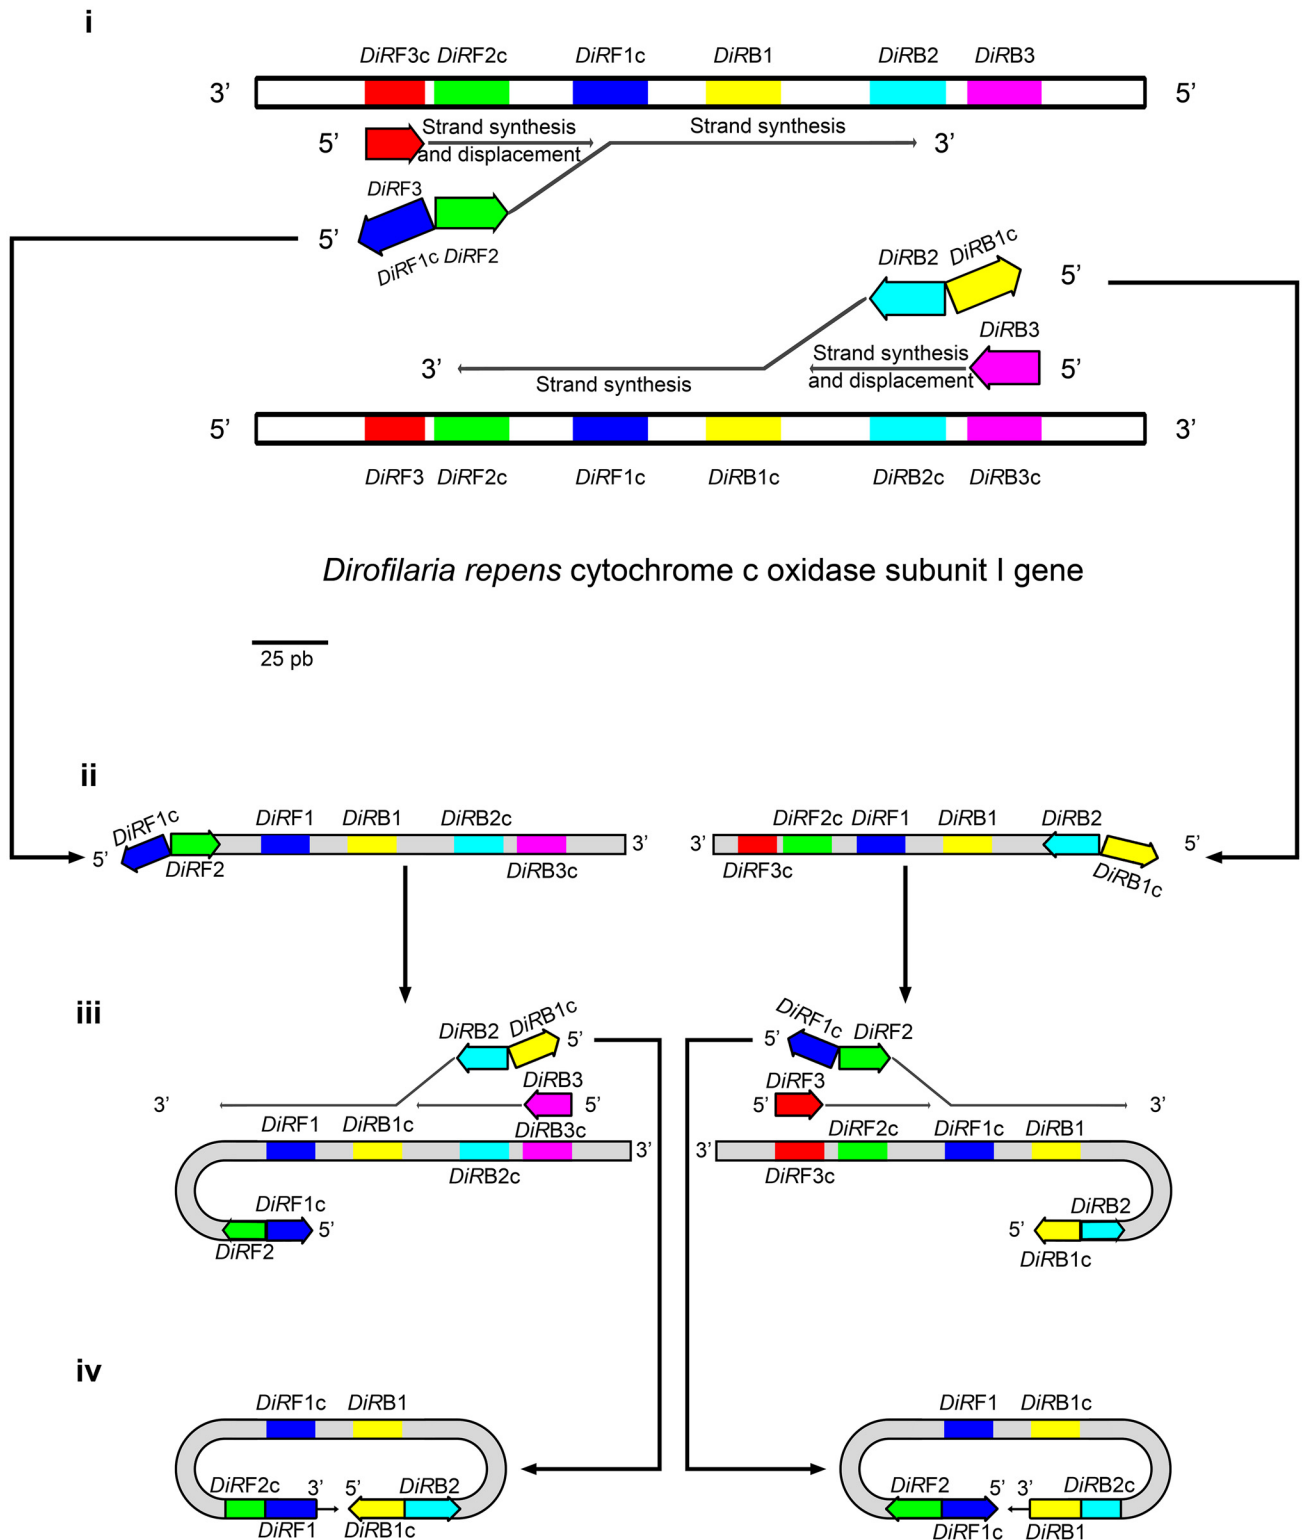 i
DiRF3c DiRF2c DiRF1c DiRB1 DiRB2 DiRB3
3’ 5’
5’ Strand synthesis and displacement Strand synthesis 3’
DiRF3
5’ DiRF1c DiRF2
DiRB2 DiRB1c 5’
DiRB3
3’ Strand synthesis Strand synthesis and displacement 5’
5’ 3’
DiRF3 DiRF2c DiRF1c DiRB1c DiRB2c DiRB3c
Dirofilaria repens cytochrome c oxidase subunit I gene
25 pb
ii
DiRF1c DiRF1 DiRB1 DiRB2c DiRF2c DiRF1 DiRB1 DiRB2
5’ 3’ 3’ 5’
DiRF2 DiRB3c DiRF3c DiRB1c
iii
DiRB2 DiRB1c 5’ 5’ DiRF1c DiRF2
DiRB3 DiRF3
3’ 5’ 5’ 3’
DiRF1 DiRB1c DiRB3c DiRF2c DiRF1c DiRB1
3’ 3’
DiRB2c DiRF3c
DiRF1c DiRB2
5’ 5’
DiRF2 DiRB1c
iv
DiRF1c DiRB1 DiRF1 DiRB1c
DiRF2c 3’ 5’ DiRB2 DiRF2 5’ 3’ DiRB2c
DiRF1 DiRB1c DiRF1c DiRB1